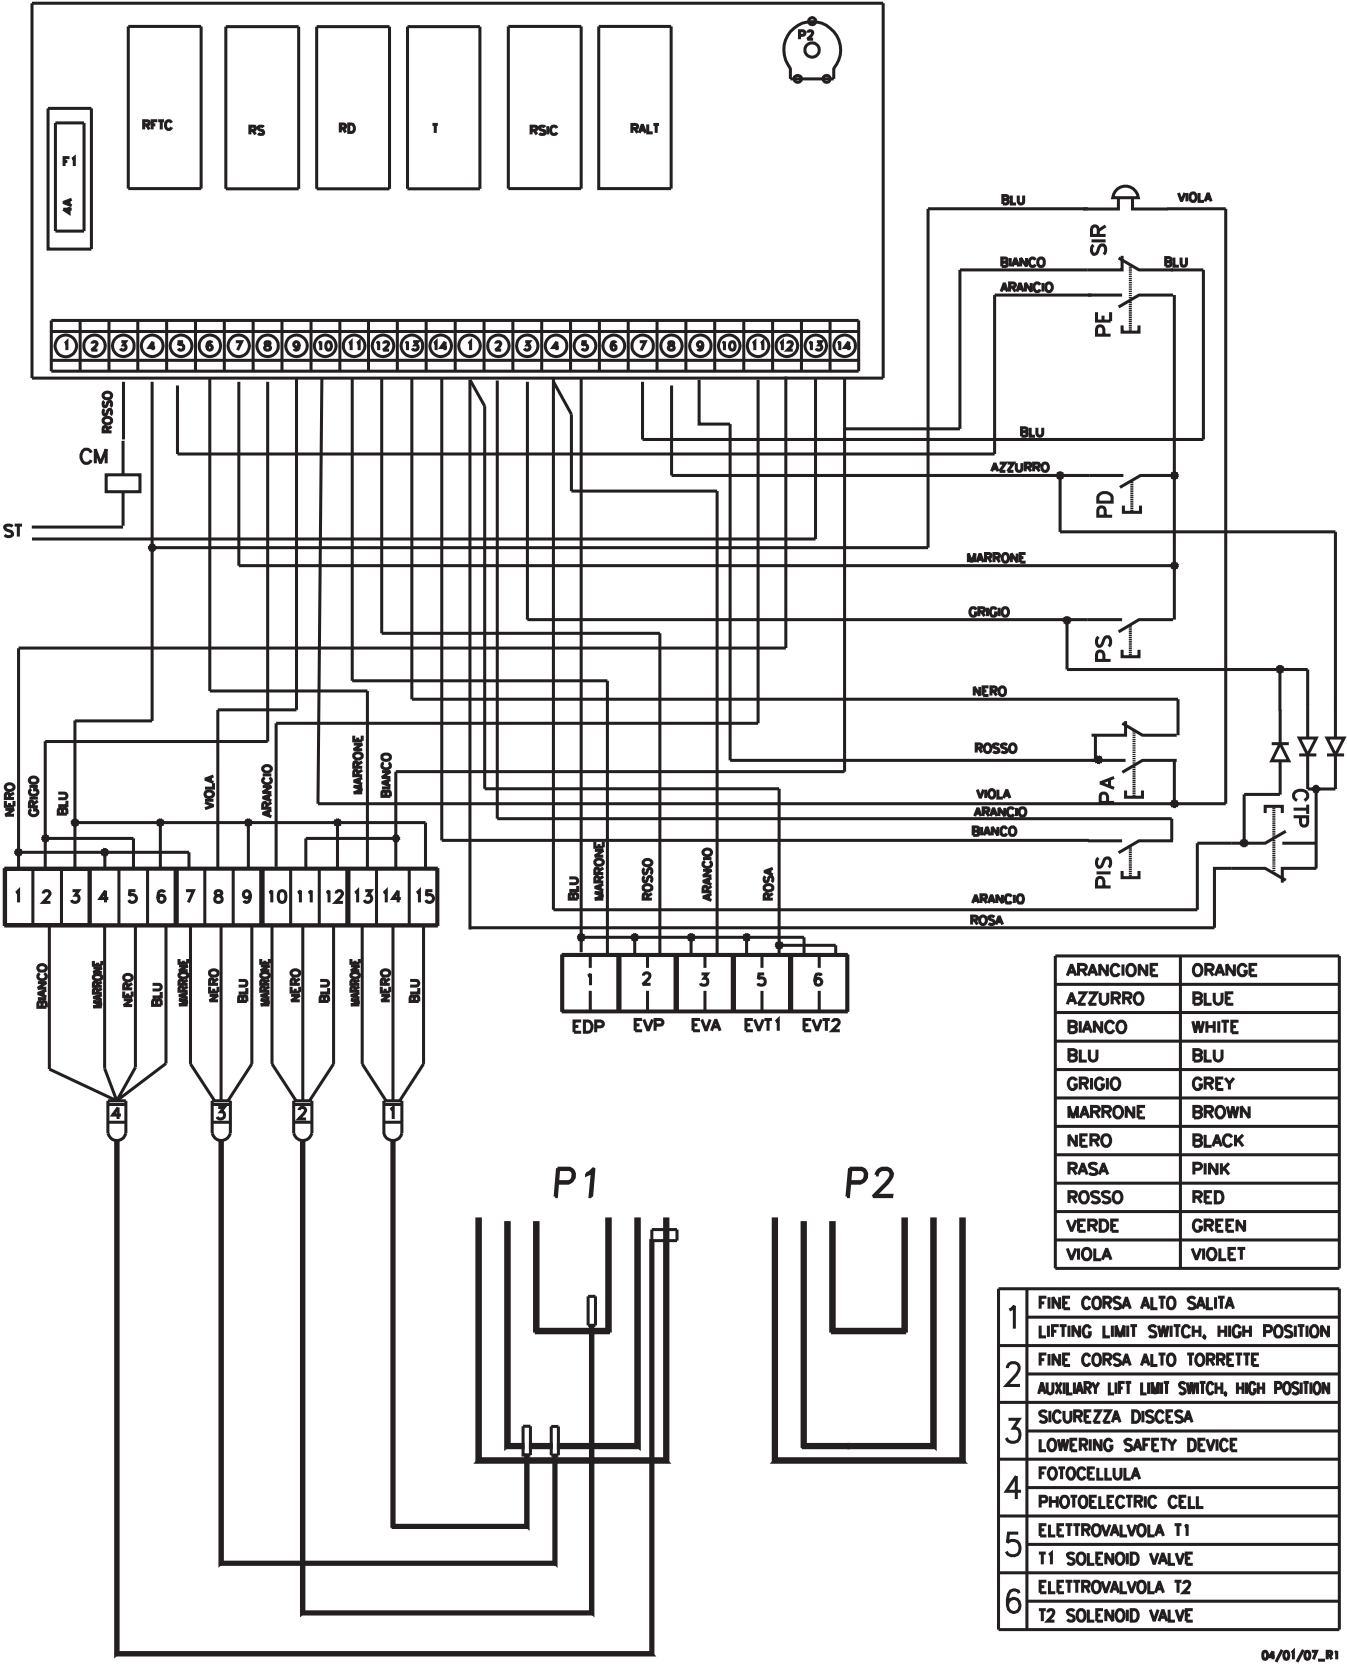 P2
RFTC
RS
RD
T
RSIC
RALT
F1
4A
1 2 3 4 5 6 7 8 9 10 11 12 13 14 1 2 3 4 5 6 7 8 9 10 11 12 13 14
BLU
VIOLA
SIR
BIANCO
BLU
ARANCIO
PE
ROSSO
CM
BLU
AZZURRO
PD
ST
MARRONE
GRIGIO
PS
NERO
ROSSO
PA
CTP
VIOLA
ARANCIO
BIANCO
PIS
ARANCIO
ROSA
NERO
GRIGIO
BLU
VIOLA
ARANCIO
MARRONE
BIANCO
1 2 3 4 5 6 7 8 9 10 11 12 13 14 15
BLU
MARRONE
ROSSO
ARANCIO
ROSA
1 2 3 5 6
EDP EVP EVA EVT1 EVT2
BIANCO
MARRONE
NERO
BLU
MARRONE
NERO
BLU
MARRONE
NERO
BLU
MARRONE
NERO
BLU
4 3 2 1
P1
P2
ARANCIONE ORANGE
AZZURRO BLUE
BIANCO WHITE
BLU BLU
GRIGIO GREY
MARRONE BROWN
NERO BLACK
RASA PINK
ROSSO RED
VERDE GREEN
VIOLA VIOLET
1 FINE CORSA ALTO SALITA
LIFTING LIMIT SWITCH, HIGH POSITION
2 FINE CORSA ALTO TORRETTE
AUXILIARY LIFT LIMIT SWITCH, HIGH POSITION
3 SICUREZZA DISCESA
LOWERING SAFETY DEVICE
4 FOTOCELLULA
PHOTOELECTRIC CELL
5 ELETTROVALVOLA T1
T1 SOLENOID VALVE
6 ELETTROVALVOLA T2
T2 SOLENOID VALVE
04/01/07_R1